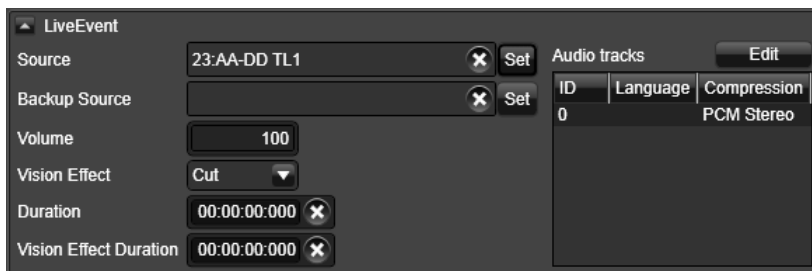 LiveEvent
Source 23:AA-DD TL1 Set Audio tracks Edit
ID Language Compression
Backup Source Set
0 PCM Stereo
Volume 100
Vision Effect Cut
Duration 00:00:00:000
Vision Effect Duration 00:00:00:000